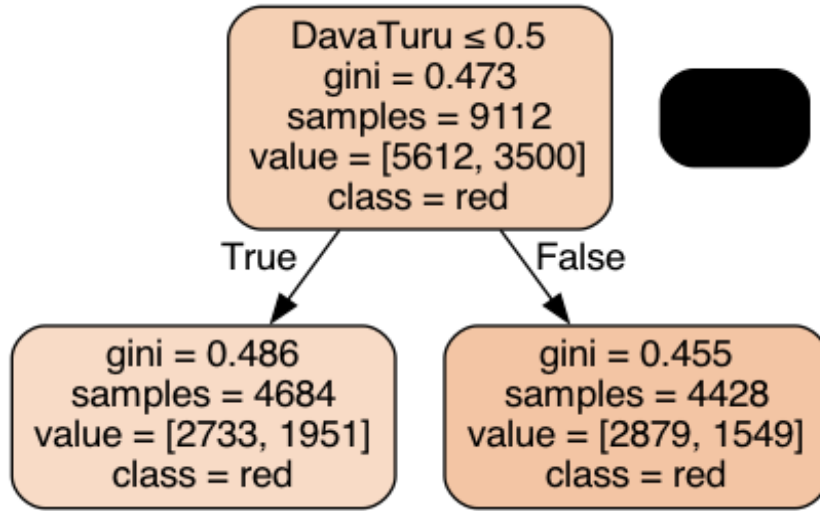 DavaTuru ≤ 0.5
gini = 0.473
samples = 9112
value = [5612, 3500]
class = red
True
False
gini = 0.486
samples = 4684
value = [2733, 1951]
class = red
gini = 0.455
samples = 4428
value = [2879, 1549]
class = red